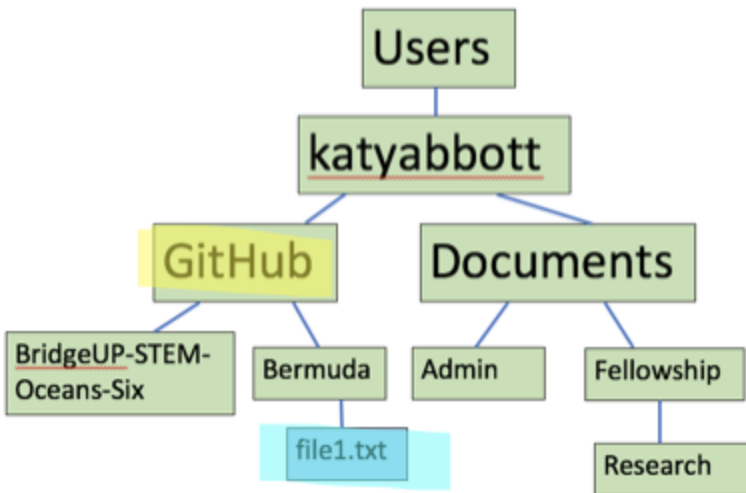 Users
katyabbott
GitHub
Documents
BridgeUP-STEM-
Oceans-Six
Bermuda
Admin
Fellowship
file1.txt
Research